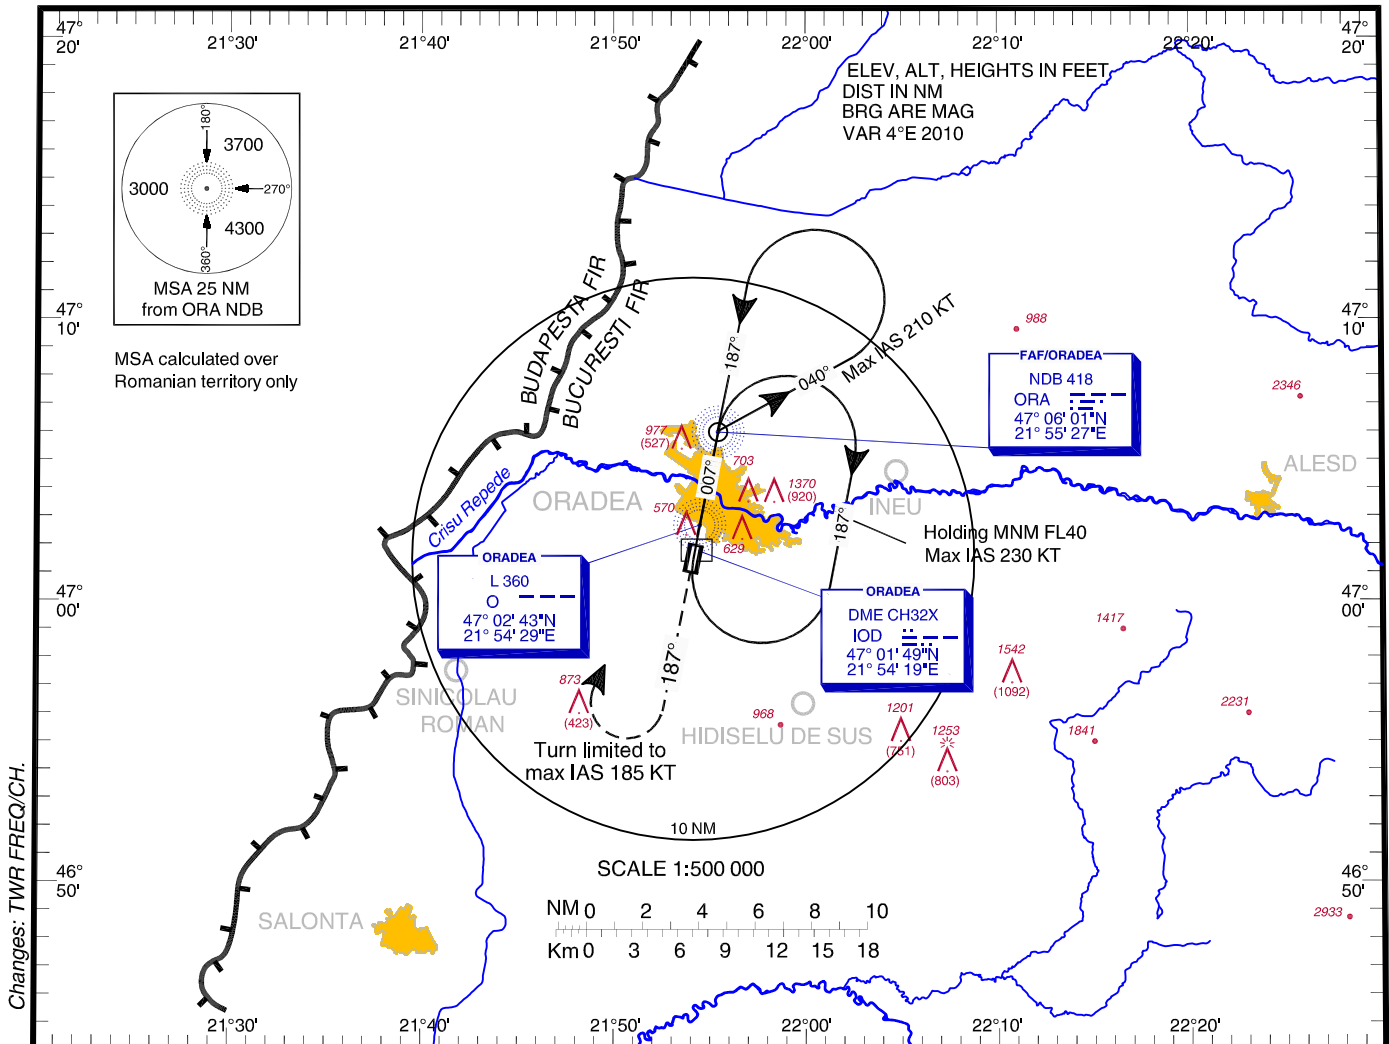 47°
20'
21°30'
21°40'
21°50'
22°00'
22°10'
22°20'
47°
20'
ELEV, ALT, HEIGHTS IN FEET
DIST IN NM
BRG ARE MAG
VAR 4°E 2010
180°
3700
3000
270°
4300
360°
MSA 25 NM
from ORA NDB
MSA calculated over
Romanian territory only
BUDAPESTA FIR
BUCURESTI FIR
47°
10'
47°
10'
187°
040°
Max IAS 210 KT
988
FAF/ORADEA
NDB 418
ORA
47° 06' 01"N
21° 55' 27"E
2346
977
(527)
007°
703
1370
(920)
570
629
ORADEA
Crisu Repede
INEU
ALESD
187°
Holding MNM FL40
Max IAS 230 KT
ORADEA
L 360
O
47° 02' 43"N
21° 54' 29"E
ORADEA
DME CH32X
IOD
47° 01' 49"N
21° 54' 19"E
47°
00'
47°
00'
1417
1542
(1092)
187°
873
(423)
SINICOLAU
ROMAN
968
HIDISELU DE SUS
1201
(751)
1253
(803)
2231
1841
Turn limited to
max IAS 185 KT
10 NM
SCALE 1:500 000
46°
50'
46°
50'
NM 0 2 4 6 8 10
Km 0 3 6 9 12 15 18
SALONTA
2933
Changes: TWR FREQ/CH.
21°30'
21°40'
21°50'
22°00'
22°10'
22°20'